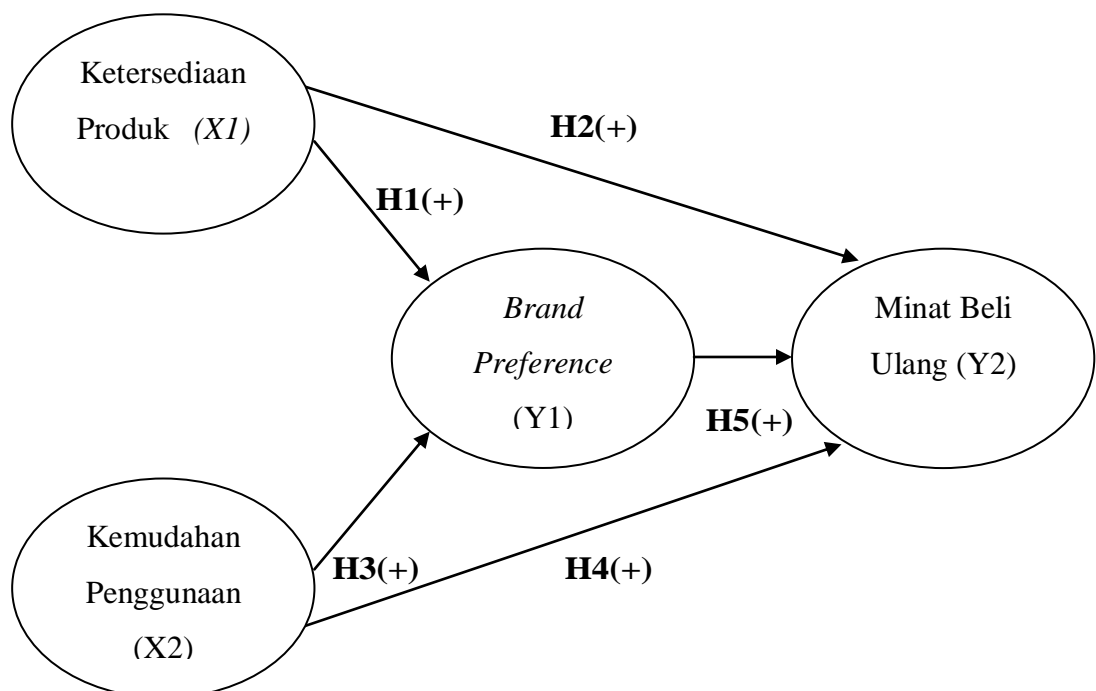 Ketersediaan
Produk (X1)
H2(+)
H1(+)
Brand
Preference
(Y1)
Minat Beli
Ulang (Y2)
H5(+)
Kemudahan
Penggunaan
(X2)
H3(+)
H4(+)